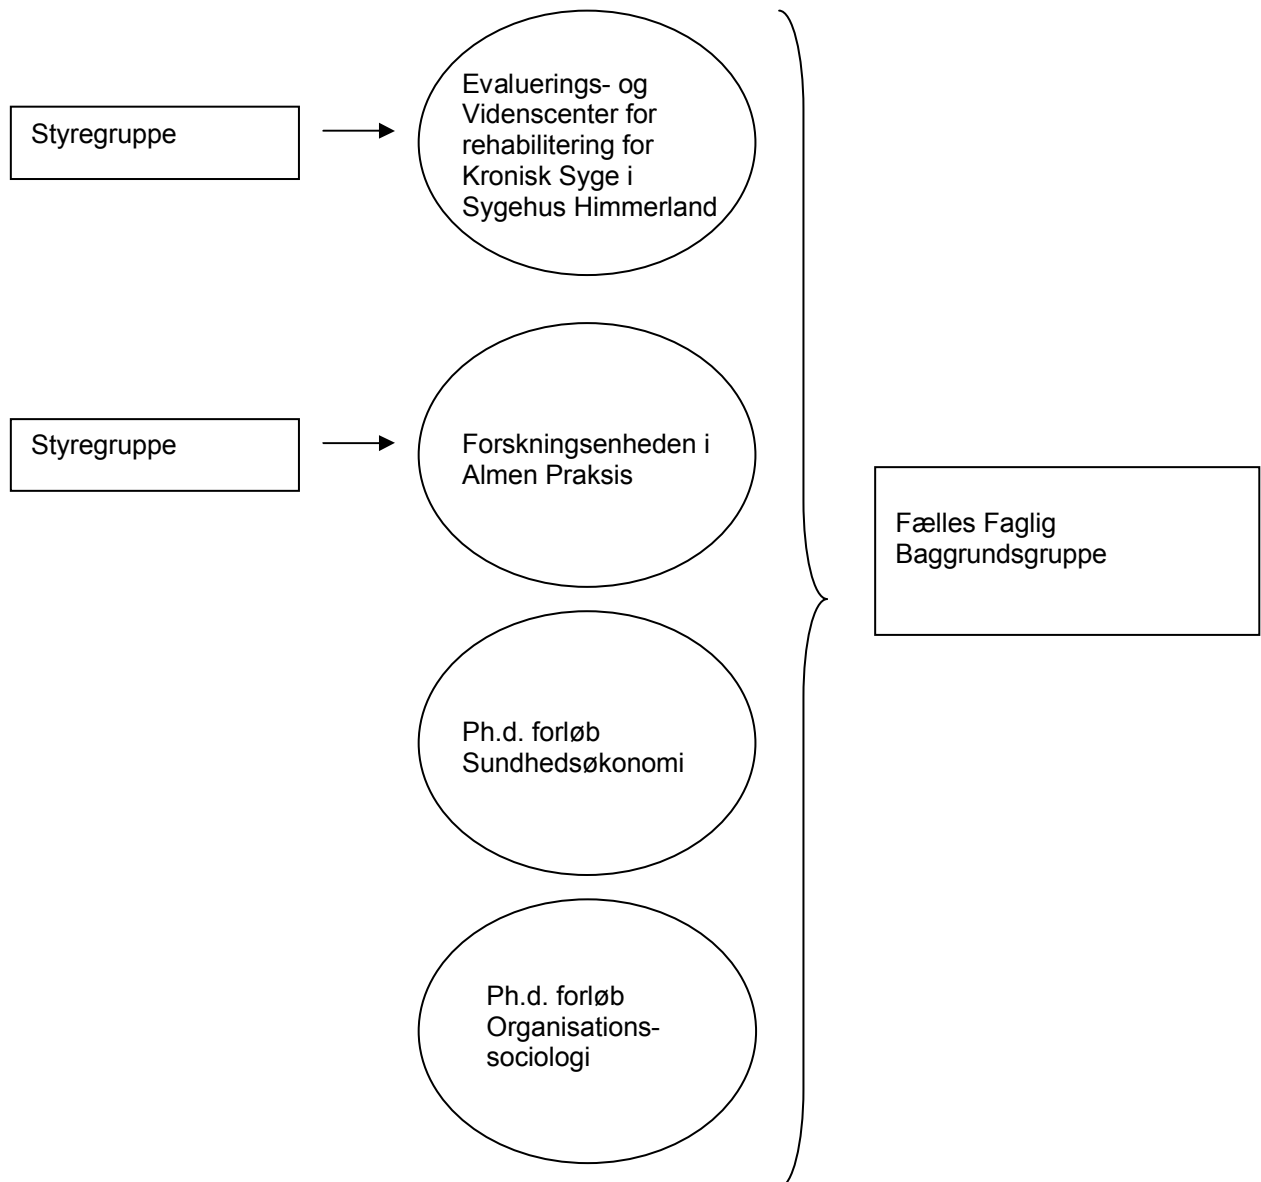 Styregruppe
Evaluerings- og
Videnscenter for
rehabilitering for
Kronisk Syge i
Sygehus Himmerland
Styregruppe
Forskningsenheden i
Almen Praksis
Fælles Faglig
Baggrundsgruppe
Ph.d. forløb
Sundhedsøkonomi
Ph.d. forløb
Organisations-
sociologi